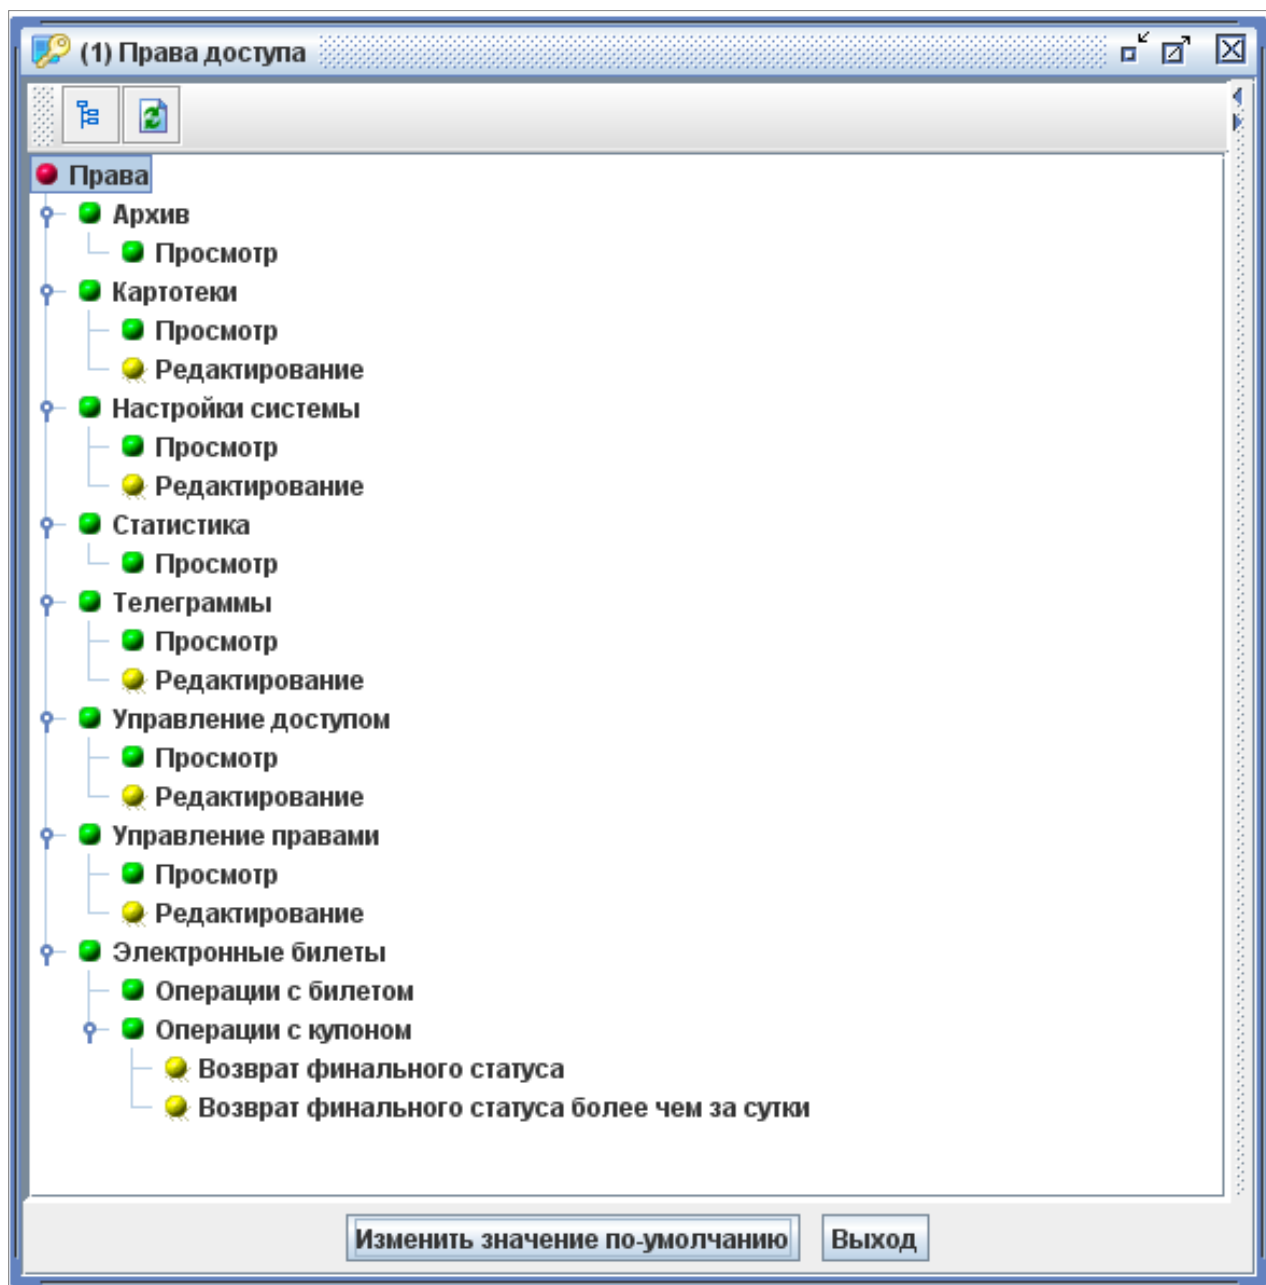 (1) Права доступа
Права
Архив
Просмотр
Картотеки
Просмотр
Редактирование
Настройки системы
Просмотр
Редактирование
Статистика
Просмотр
Телеграммы
Просмотр
Редактирование
Управление доступом
Просмотр
Редактирование
Управление правами
Просмотр
Редактирование
Электронные билеты
Операции с билетом
Операции с купоном
Возврат финального статуса
Возврат финального статуса более чем за сутки
Изменить значение по-умолчанию Выход